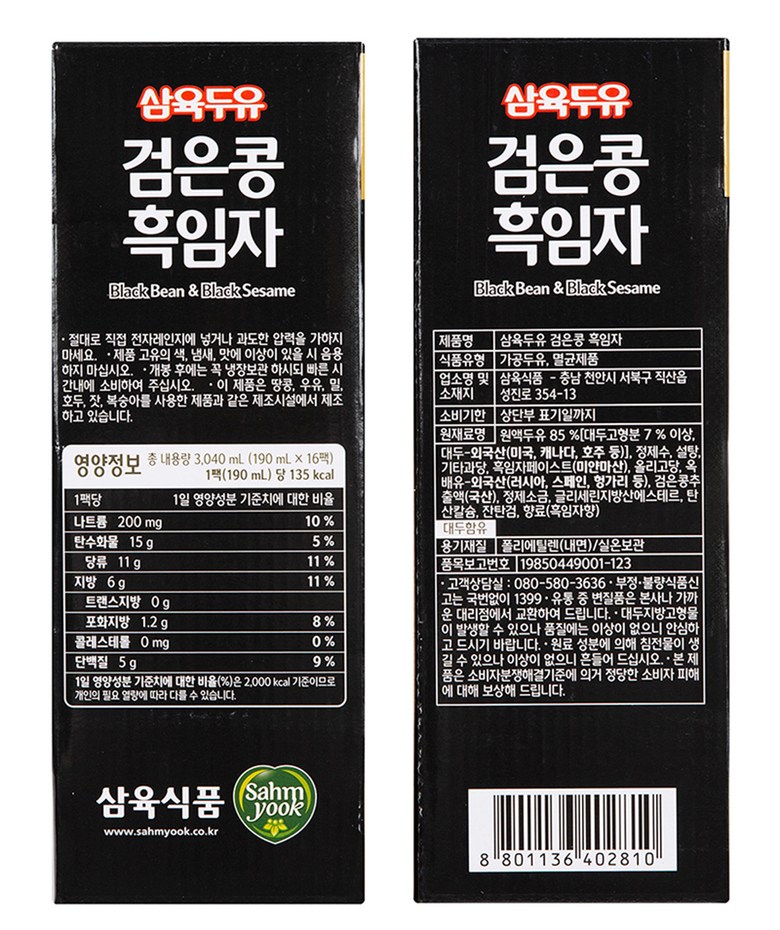 삼육두유
검은콩
흑임자
Black Bean & Black Sesame
· 절대로 직접 전자레인지에 넣거나 과도한 압력을 가하지
마세요. · 제품 고유의 색, 냄새, 맛에 이상이 있을 시 음용
하지 마십시오. · 개봉 후에는 꼭 냉장보관 하시되 빠른 시
간내에 소비하여 주십시오. · 이 제품은 땅콩, 우유, 밀,
호두, 잣, 복숭아를 사용한 제품과 같은 제조시설에서 제조
하고 있습니다.
영양정보 총 내용량 3,040 mL (190 mL X 16팩)
1팩(190 mL) 당 135 kcal
1팩당 1일 영양성분 기준치에 대한 비율
나트륨 200 mg 10 %
탄수화물 15 g 5 %
당류 11 g 11 %
지방 6 g 11 %
트랜스지방 0 g
포화지방 1.2 g 8 %
콜레스테롤 0 mg 0 %
단백질 5 g 9 %
1일 영양성분 기준치에 대한 비율(%)은 2,000 kcal 기준이므로
개인의 필요 열량에 따라 다를 수 있습니다.
삼육식품
www.sahmyook.co.kr
Sahm
yook
삼육두유
검은콩
흑임자
Black Bean & Black Sesame
제품명 삼육두유 검은콩 흑임자
식품유형 가공두유, 멸균제품
업소명 및 소재지 삼육식품 - 충남 천안시 서북구 직산읍
성진로 354-13
소비기한 상단부 표기일까지
원재료명 원액두유 85 %[대두고형분 7 % 이상,
대두-외국산(미국, 캐나다, 호주 등)], 정제수, 설탕,
기타과당, 흑임자페이스트(미얀마산), 올리고당, 옥
배유-외국산(러시아, 스페인, 헝가리 등), 검은콩추
출액(국산), 정제소금, 글리세린지방산에스테르, 탄
산칼슘, 잔탄검, 향료(흑임자향)
대두함유
용기재질 폴리에틸렌(내면)/실온보관
품목보고번호 19850449001-123
· 고객상담실 : 080-580-3636 · 부정·불량식품신
고는 국번없이 1399 · 유통 중 변질품은 본사나 가까
운 대리점에서 교환하여 드립니다. · 대두지방고형물
이 발생할 수 있으나 품질에는 이상이 없으니 안심하
고 드시기 바랍니다. · 원료 성분에 의해 침전물이 생
길 수 있으나 이상이 없으니 흔들어 드십시오. · 본 제
품은 소비자분쟁해결기준에 의거 정당한 소비자 피해
에 대해 보상해 드립니다.
8 801136 402810